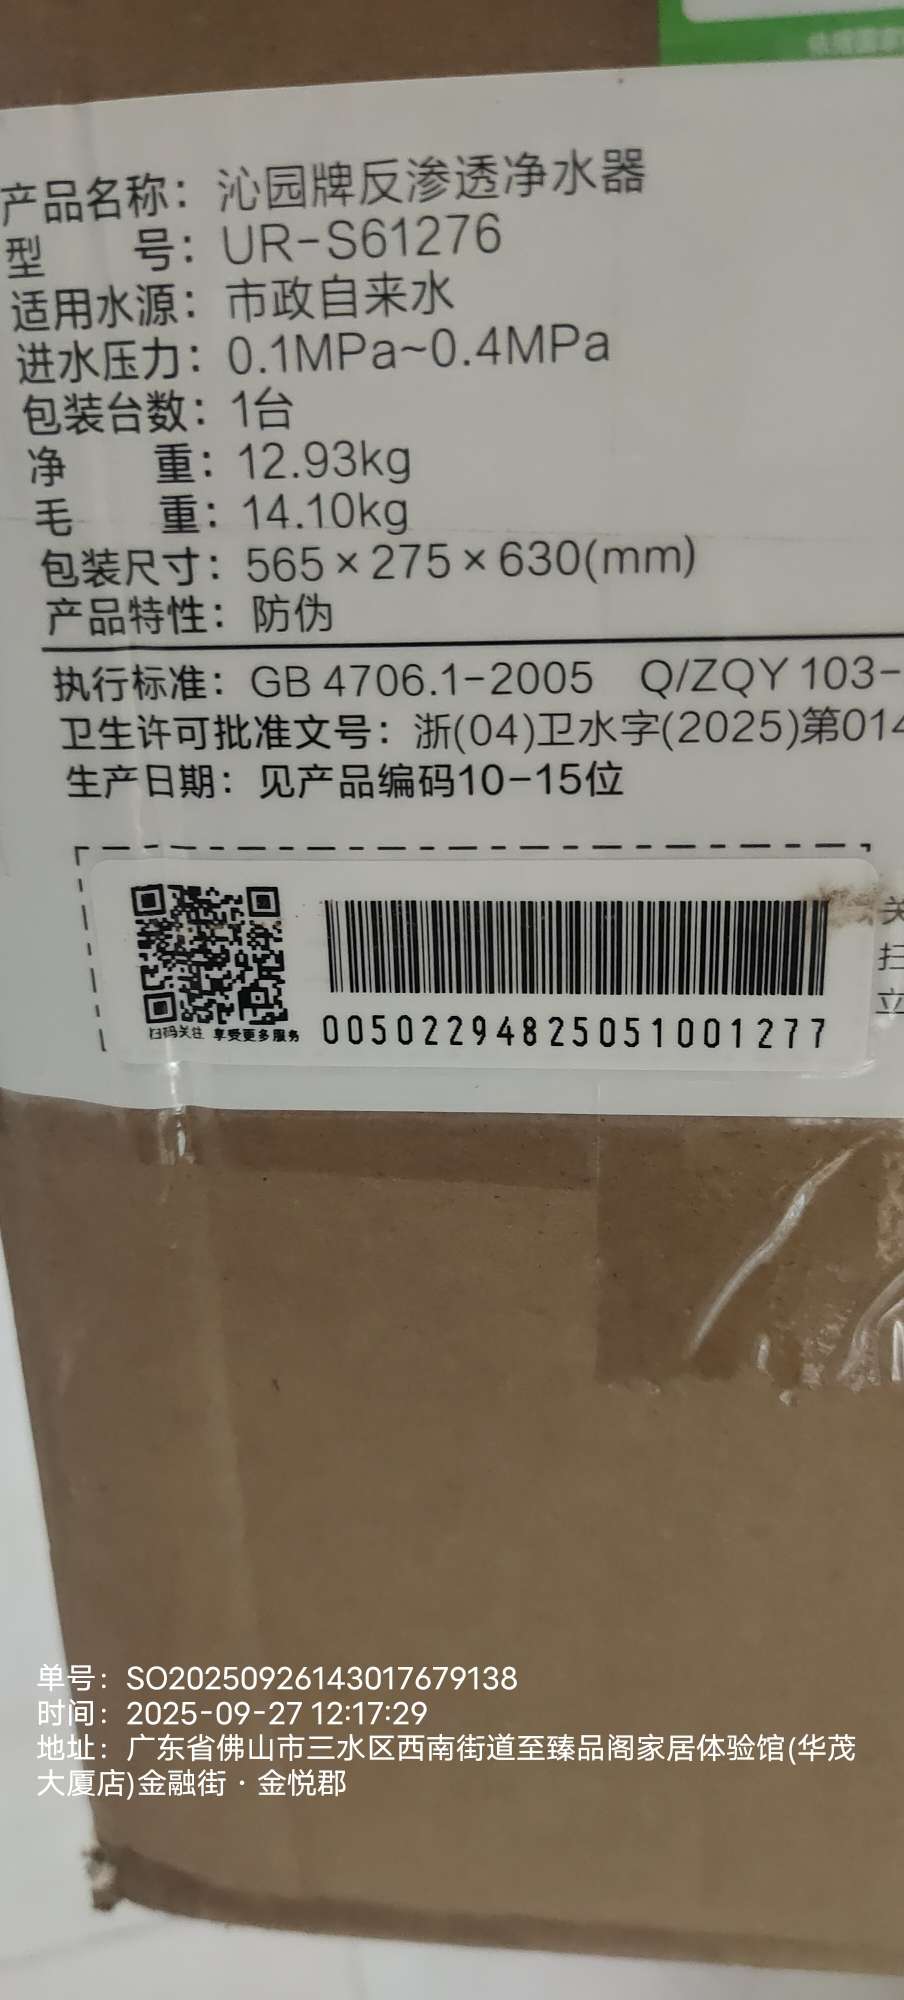 产品名称：沁园牌反渗透净水器
型 号：UR-S61276
适用水源：市政自来水
进水压力：0.1MPa~0.4MPa
包装台数：1台
净 重：12.93kg
毛 重：14.10kg
包装尺寸：565×275×630(mm)
产品特性：防伪
执行标准：GB 4706.1-2005 Q/ZQY 103-
卫生许可批准文号：浙(04)卫水字(2025)第014
生产日期：见产品编码10-15位
关
扫
立
扫码关注 享受更多服务
00502294825051001277
单号：SO20250926143017679138
时间：2025-09-27 12:17:29
地址：广东省佛山市三水区西南街道至臻品阁家居体验馆(华茂
大厦店)金融街·金悦郡